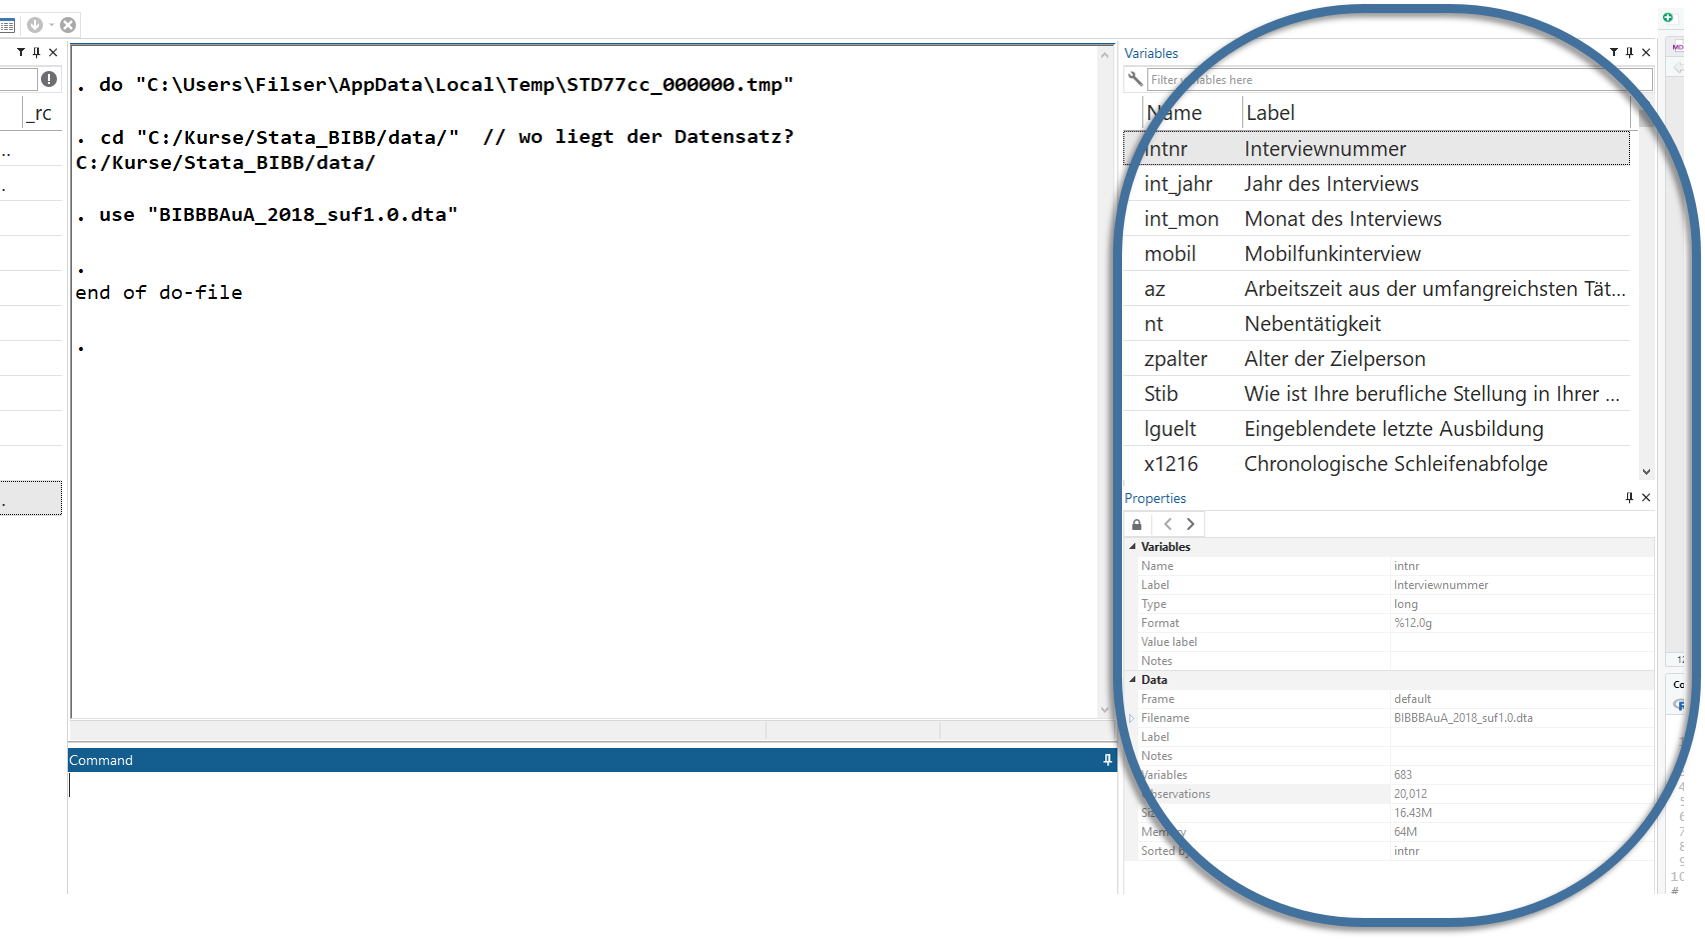 _rc
..
.
.
. do "C:\Users\Filser\AppData\Local\Temp\STD77cc_000000.tmp"
. cd "C:/Kurse/Stata_BIBB/data/"  // wo liegt der Datensatz?
C:/Kurse/Stata_BIBB/data/
. use "BIBBBAuA_2018_suf1.0.dta"
.
end of do-file
.
Command
Variables
Filter variables here
Name Label
intnr Interviewnummer
int_jahr Jahr des Interviews
int_mon Monat des Interviews
mobil Mobilfunkinterview
az Arbeitszeit aus der umfangreichsten Tät...
nt Nebentätigkeit
zpalter Alter der Zielperson
Stib Wie ist Ihre berufliche Stellung in Ihrer ...
lguelt Eingeblendete letzte Ausbildung
x1216 Chronologische Schleifenabfolge
Properties
Variables
Name intnr
Label Interviewnummer
Type long
Format %12.0g
Value label
Notes
Data
Frame default
Filename BIBBBAuA_2018_suf1.0.dta
Label
Notes
Variables 683
Observations 20,012
Size 16.43M
Memory 64M
Sorted by intnr